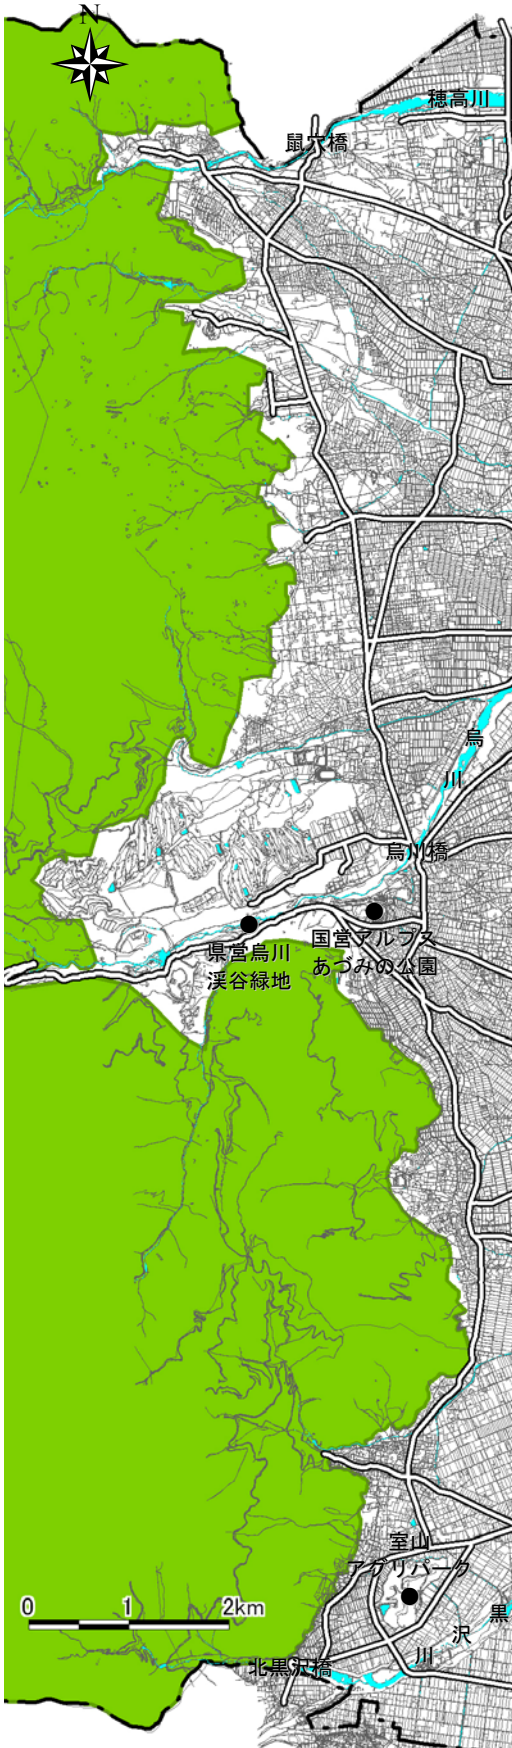 N
穂高川
鼠穴橋
烏
川
烏川橋
国営アルプス
あづみの公園
県営烏川
渓谷緑地
室山
アグリパーク
0 1 2km
黒
沢
川
北黒沢橋